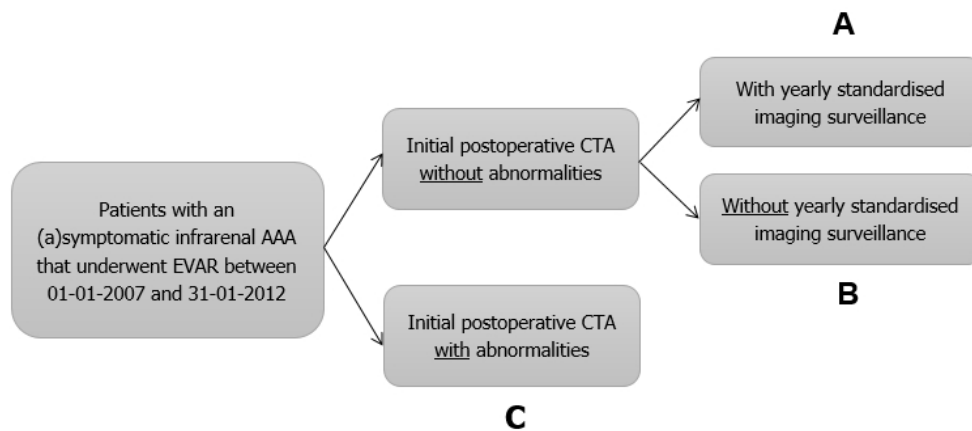 A
With yearly standardised
imaging surveillance
Initial postoperative CTA
without abnormalities
Patients with an
(a)symptomatic infrarenal AAA
that underwent EVAR between
01-01-2007 and 31-01-2012
Without yearly standardised
imaging surveillance
B
Initial postoperative CTA
with abnormalities
C